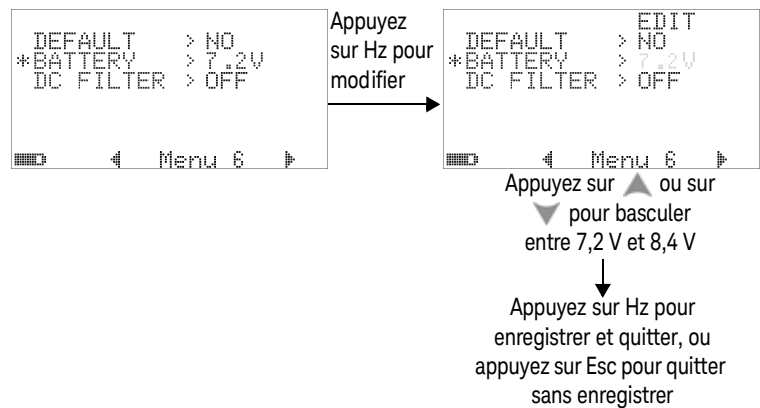 DEFAULT > NO
*BATTERY > 7.2V
DC FILTER > OFF
Menu 6
Appuyez
sur Hz pour
modifier
EDIT
DEFAULT > NO
*BATTERY > 7.2V
DC FILTER > OFF
Menu 6
Appuyez sur ou sur
pour basculer
entre 7,2 V et 8,4 V
Appuyez sur Hz pour
enregistrer et quitter, ou
appuyez sur Esc pour quitter
sans enregistrer